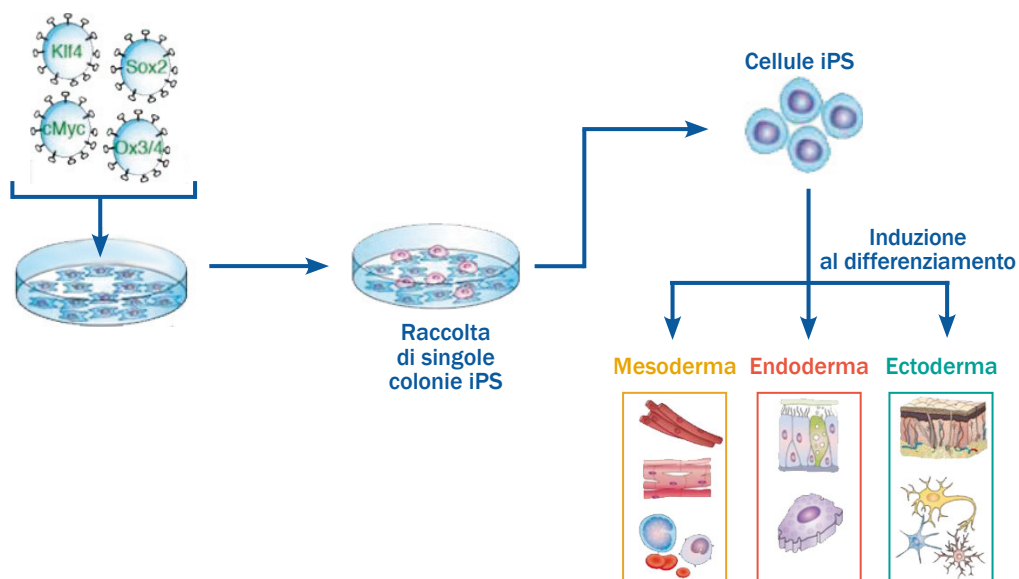 Klf4
Sox2
cMyc
Ox3/4
Cellule iPS
Raccolta
di singole
colonie iPS
Induzione
al differenziamento
Mesoderma
Endoderma
Ectoderma